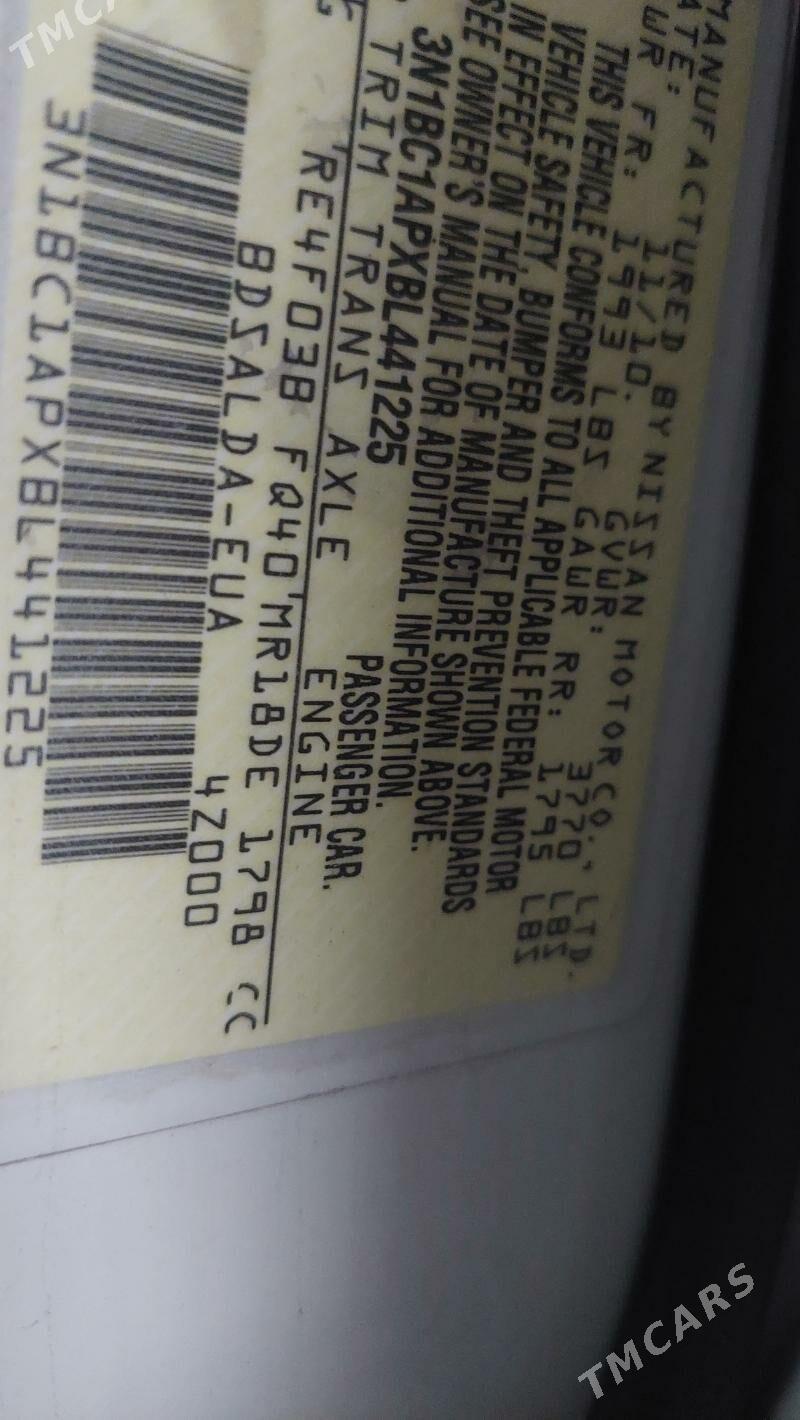 MANUFACTURED BY NISSAN MOTOR CO., LTD.
ATE: 11/10. GVWR: 3770 LBS
WR FR: 1993 LBS GAWR RR: 1795 LBS
THIS VEHICLE CONFORMS TO ALL APPLICABLE FEDERAL MOTOR
VEHICLE SAFETY, BUMPER AND THEFT PREVENTION STANDARDS
IN EFFECT ON THE DATE OF MANUFACTURE SHOWN ABOVE.
SEE OWNER'S MANUAL FOR ADDITIONAL INFORMATION.
3N1BC1APXBL441225 PASSENGER CAR.
TRIM TRANS AXLE ENGINE
RE4F03B FQ40 MR18DE 1798 CC
BDSALDA-EUA 4Z000
3N1BC1APXBL441225
TMCARS